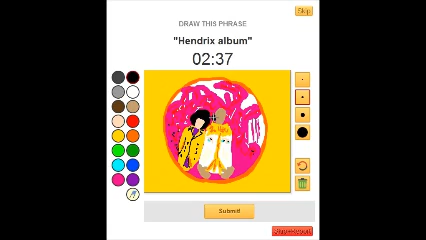 Skip
DRAW THIS PHRASE
"Hendrix album"
02:37
Submit!